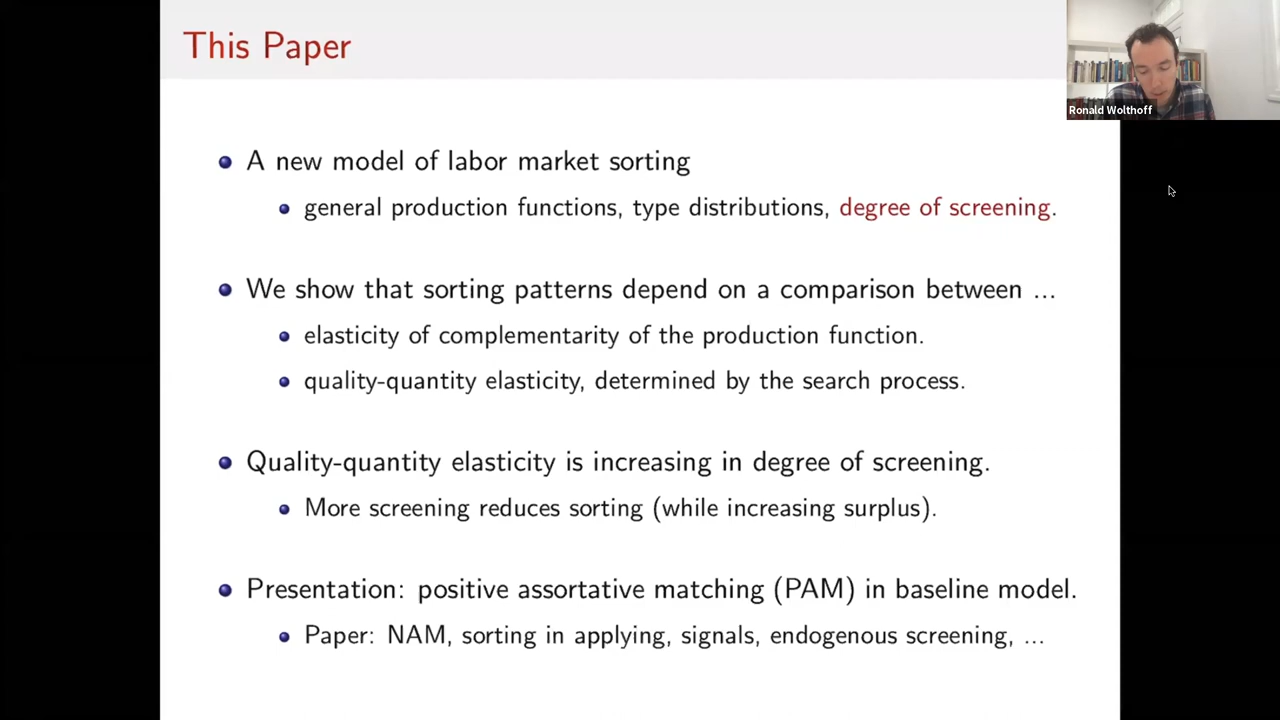 This Paper
Ronald Wolthoff
A new model of labor market sorting
general production functions, type distributions, degree of screening.
We show that sorting patterns depend on a comparison between ...
elasticity of complementarity of the production function.
quality-quantity elasticity, determined by the search process.
Quality-quantity elasticity is increasing in degree of screening.
More screening reduces sorting (while increasing surplus).
Presentation: positive assortative matching (PAM) in baseline model.
Paper: NAM, sorting in applying, signals, endogenous screening, ...